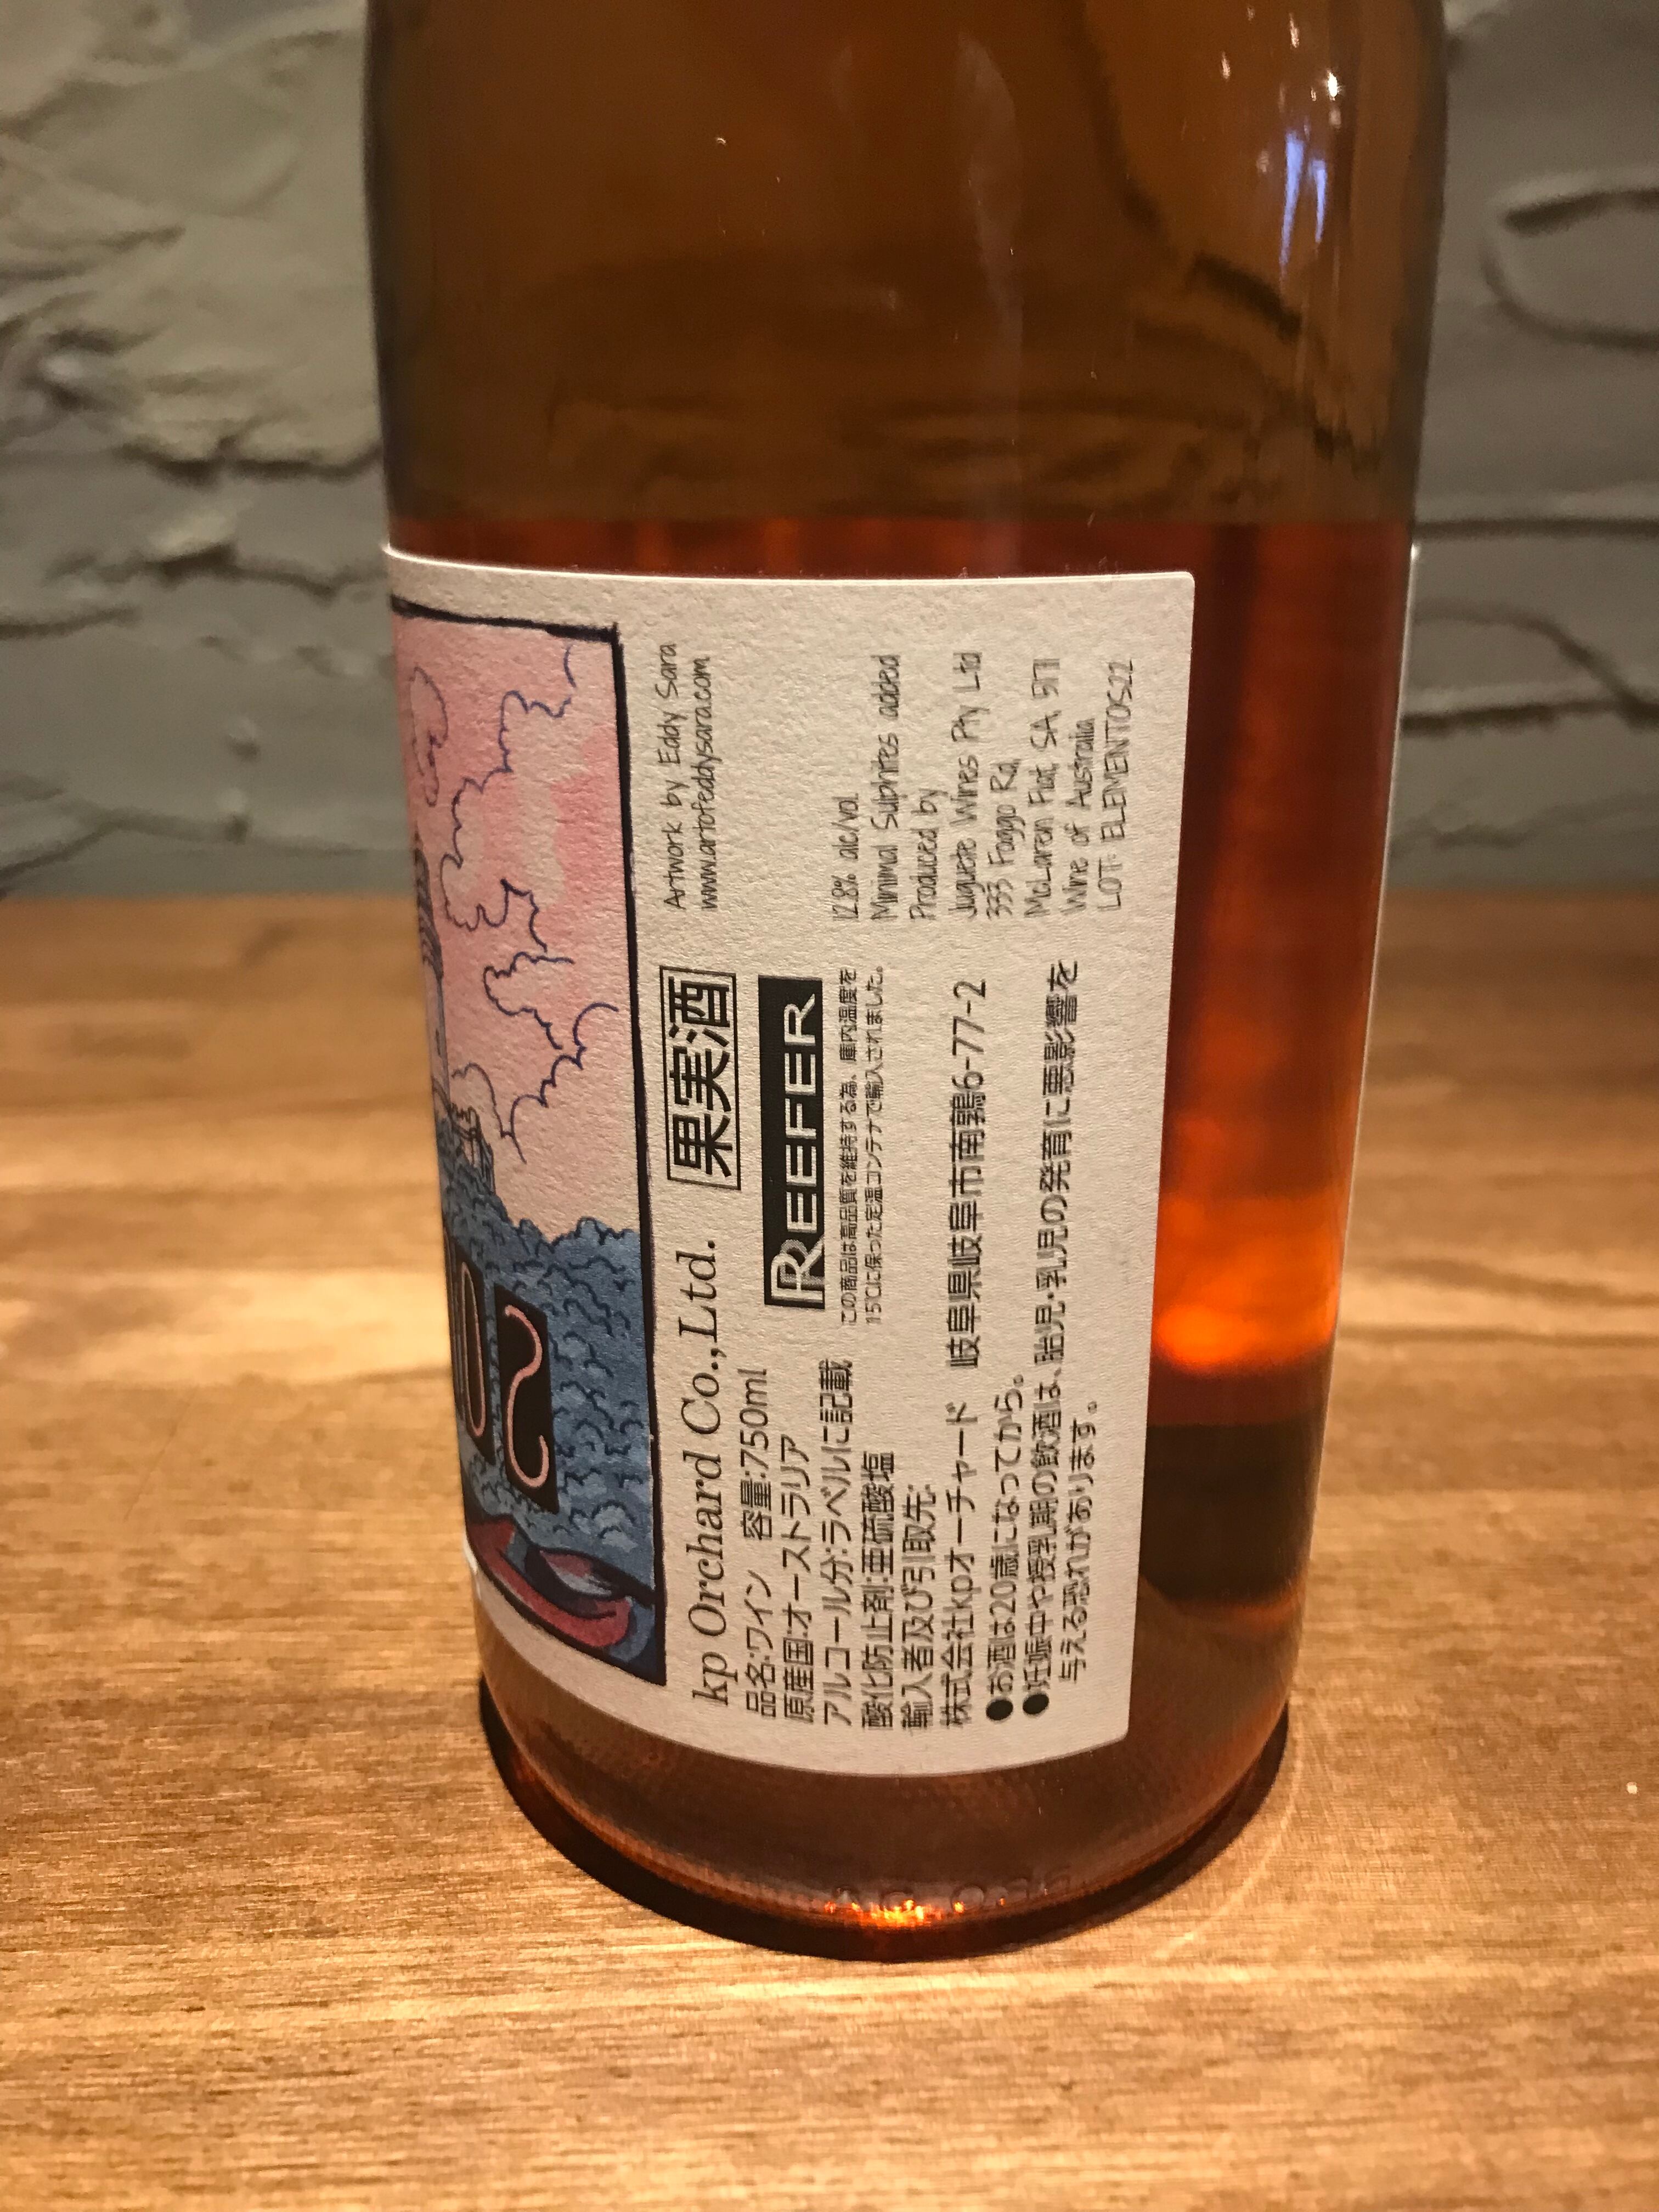 kp Orchard Co.,Ltd.
果実酒
品名:ワイン 容量:750ml
原産国:オーストラリア
アルコール分:ラベルに記載
酸化防止剤:亜硫酸塩
輸入者及び引取先:
株式会社kpオーチャード 岐阜県岐阜市南鶉6-77-2
●お酒は20歳になってから。
●妊娠中や授乳期の飲酒は、胎児・乳児の発育に悪影響を
与える恐れがあります。
REEFER
この商品は高品質を維持する為、庫内温度を
15℃に保った定温コンテナで輸入されました。
Artwork by Eddy Sara
www.artofeddysara.com
12.8% alc/vol
Minimal Sulphites added
Produced by
Juguete Wines Pty Ltd
333 Foggo Rd,
McLaren Flat, SA, 5171
Wine of Australia
LOT: ELEMENTOS22